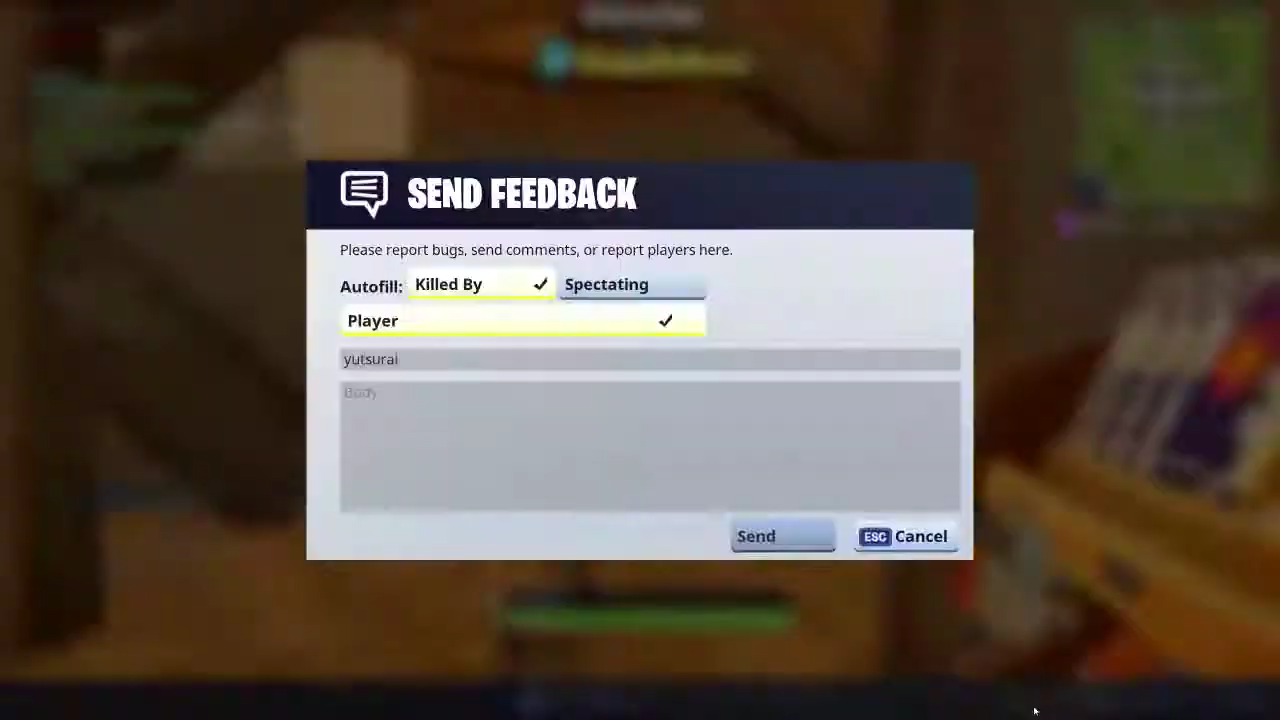 SEND FEEDBACK
Please report bugs, send comments, or report players here.
Autofill: Killed By Spectating
Player
yutsurai
Body
Send ESC Cancel